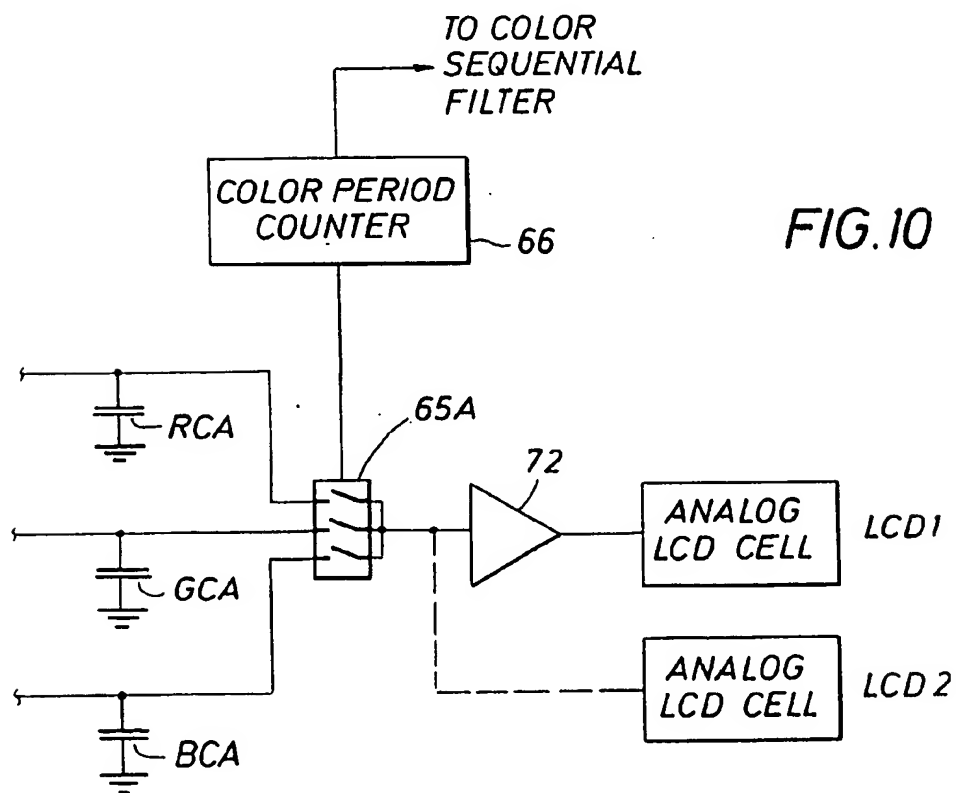 TO COLOR
SEQUENTIAL
FILTER
COLOR PERIOD
COUNTER
66
FIG.10
65A
RCA
72
ANALOG
LCD CELL
LCD1
GCA
ANALOG
LCD CELL
LCD2
BCA